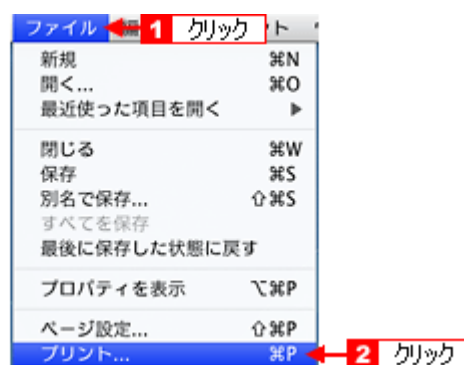 ファイル 1 クリック ト
新規 ⌘N
開く... ⌘O
最近使った項目を開く ▶
閉じる ⌘W
保存 ⌘S
別名で保存... ⇧⌘S
すべてを保存
最後に保存した状態に戻す
プロパティを表示 ⌥⌘P
ページ設定... ⇧⌘P
プリント... ⌘P 2 クリック